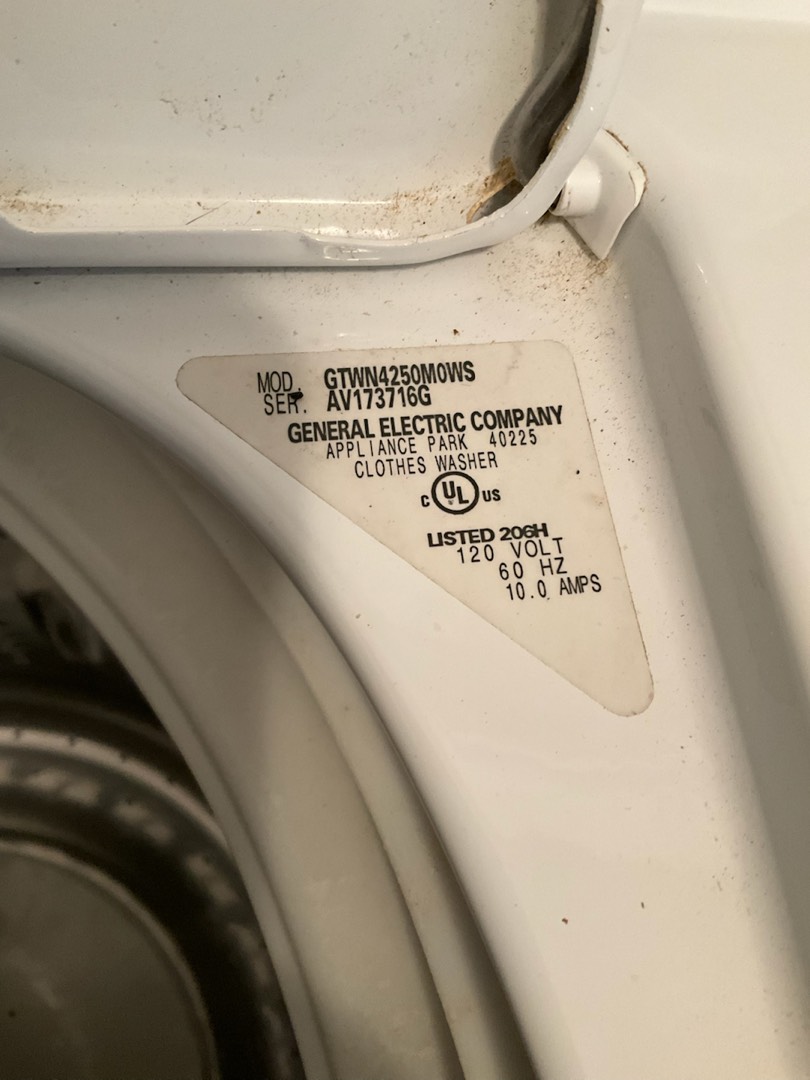 MOD. GTWN4250M0WS
SER. AV173716G
GENERAL ELECTRIC COMPANY
APPLIANCE PARK 40225
CLOTHES WASHER
C UL US
LISTED 206H
120 VOLT
60 HZ
10.0 AMPS